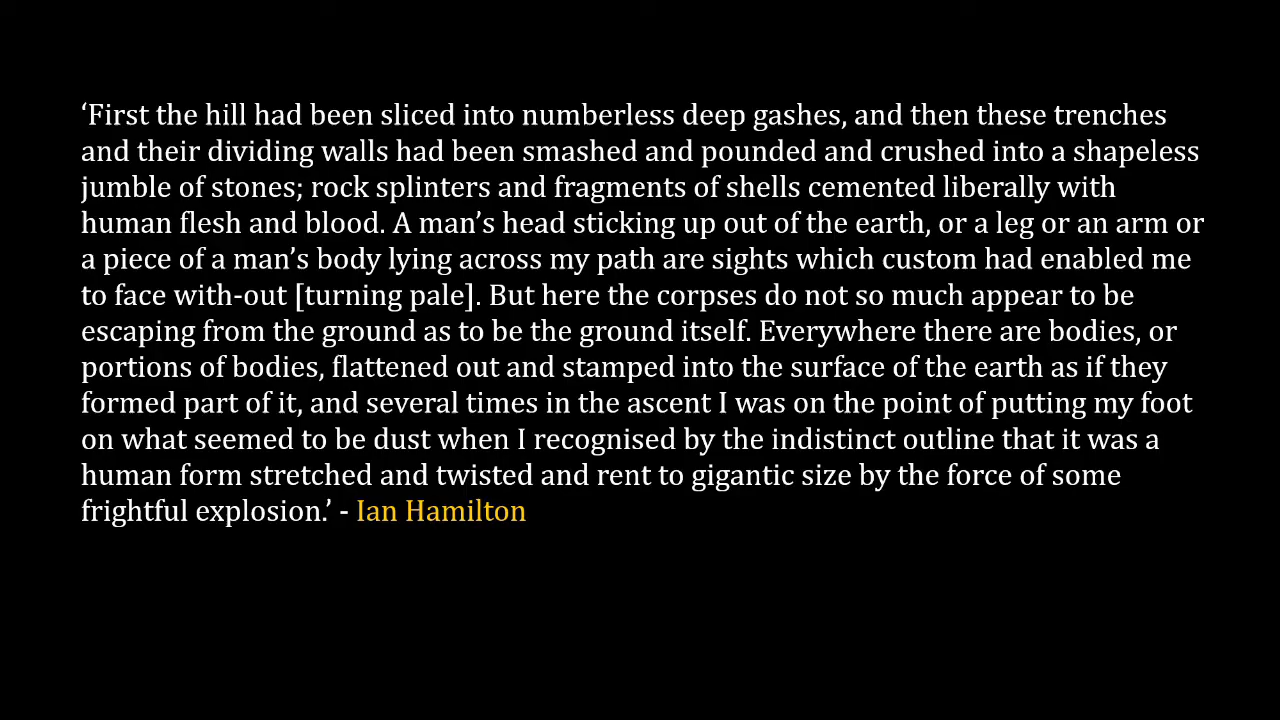 ‘First the hill had been sliced into numberless deep gashes, and then these trenches
and their dividing walls had been smashed and pounded and crushed into a shapeless
jumble of stones; rock splinters and fragments of shells cemented liberally with
human flesh and blood. A man’s head sticking up out of the earth, or a leg or an arm or
a piece of a man’s body lying across my path are sights which custom had enabled me
to face with-out [turning pale]. But here the corpses do not so much appear to be
escaping from the ground as to be the ground itself. Everywhere there are bodies, or
portions of bodies, flattened out and stamped into the surface of the earth as if they
formed part of it, and several times in the ascent I was on the point of putting my foot
on what seemed to be dust when I recognised by the indistinct outline that it was a
human form stretched and twisted and rent to gigantic size by the force of some
frightful explosion.’ - Ian Hamilton